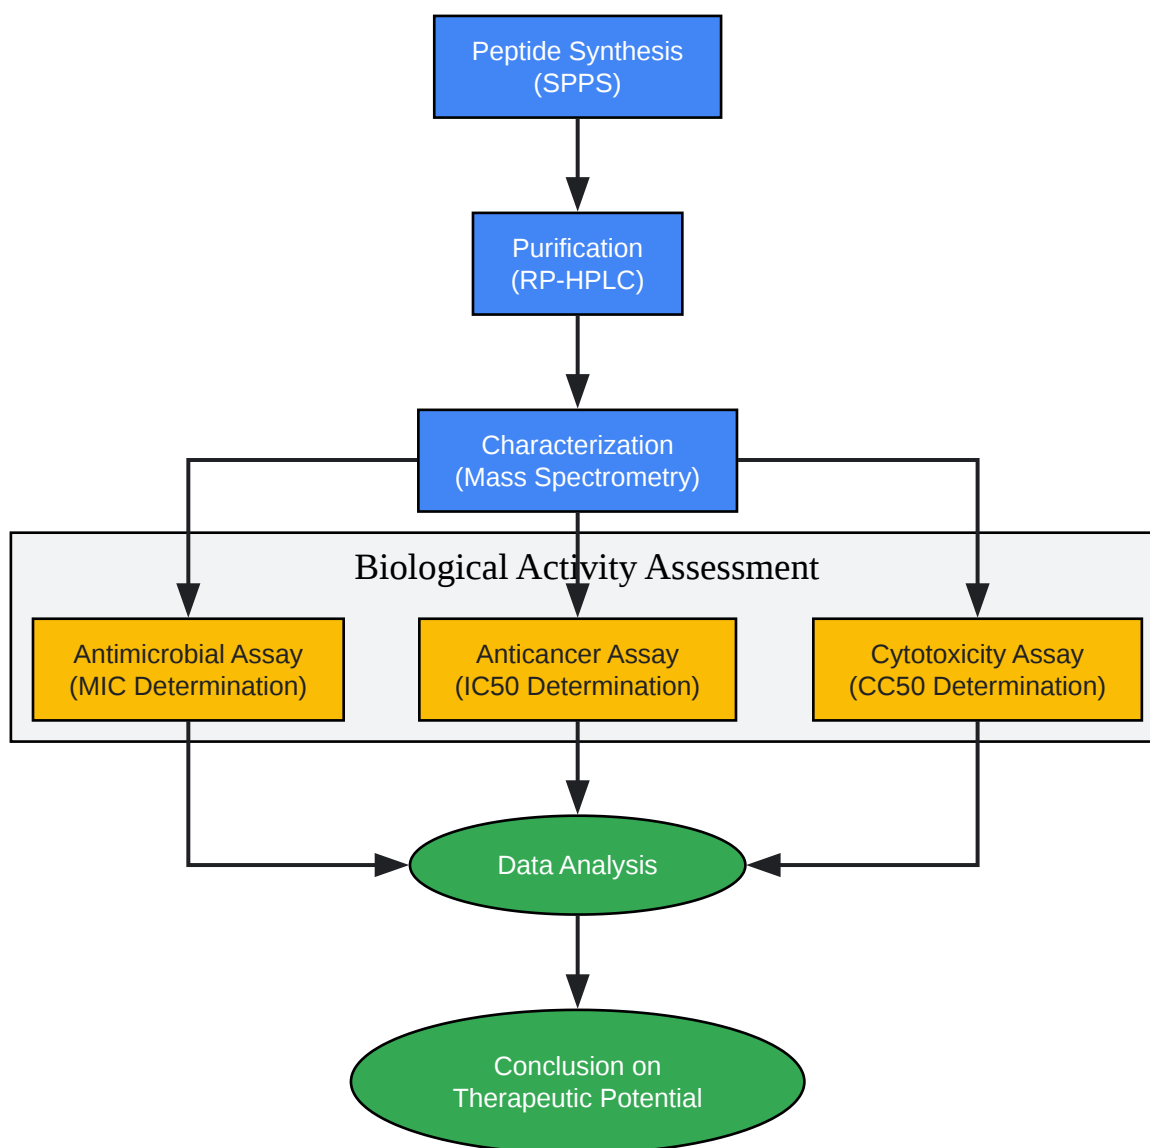 Peptide Synthesis
(SPPS)
Purification
(RP-HPLC)
Characterization
(Mass Spectrometry)
Biological Activity Assessment
Antimicrobial Assay
(MIC Determination)
Anticancer Assay
(IC50 Determination)
Cytotoxicity Assay
(CC50 Determination)
Data Analysis
Conclusion on
Therapeutic Potential